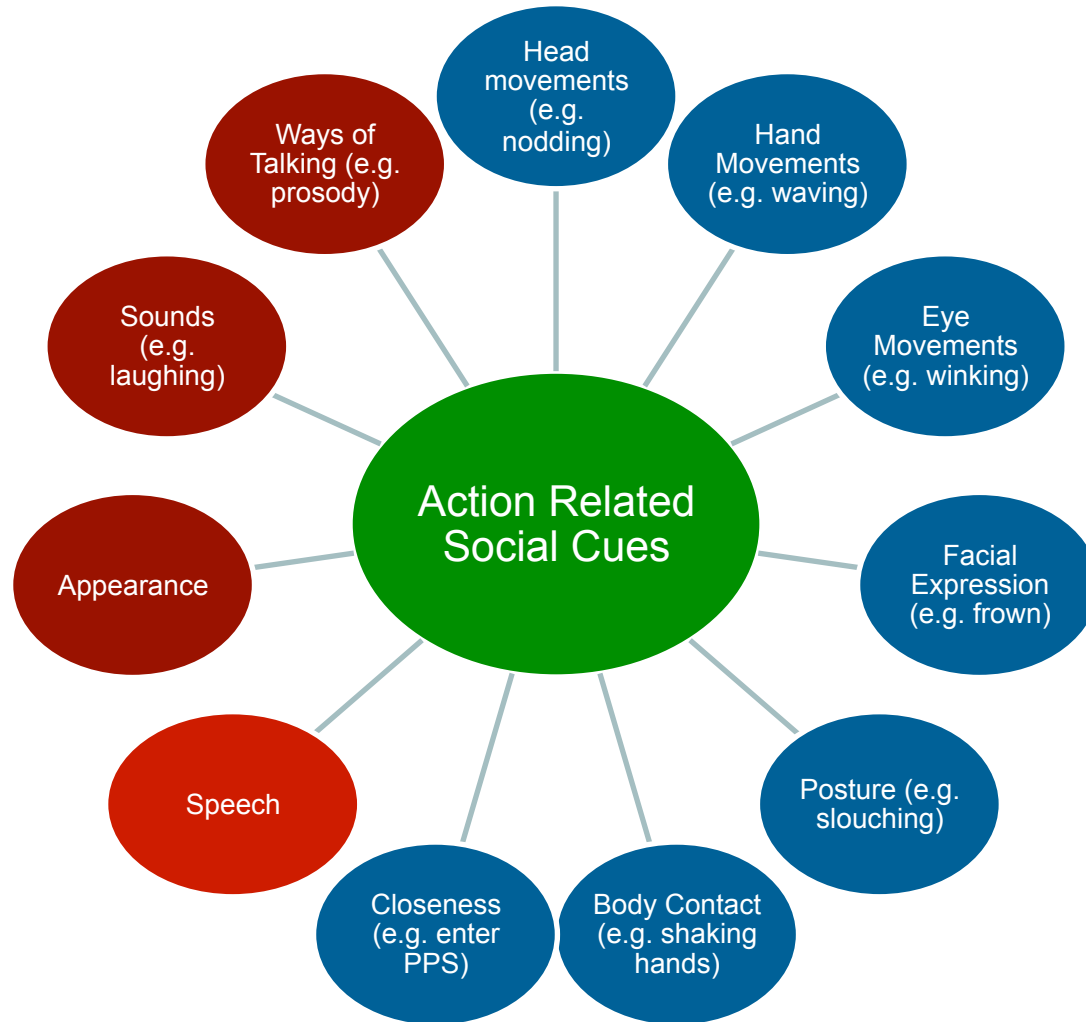 Head
movements
(e.g.
nodding)
Hand
Movements
(e.g. waving)
Eye
Movements
(e.g. winking)
Facial
Expression
(e.g. frown)
Posture (e.g.
slouching)
Body Contact
(e.g. shaking
hands)
Closeness
(e.g. enter
PPS)
Speech
Appearance
Sounds
(e.g.
laughing)
Ways of
Talking (e.g.
prosody)
Action Related
Social Cues